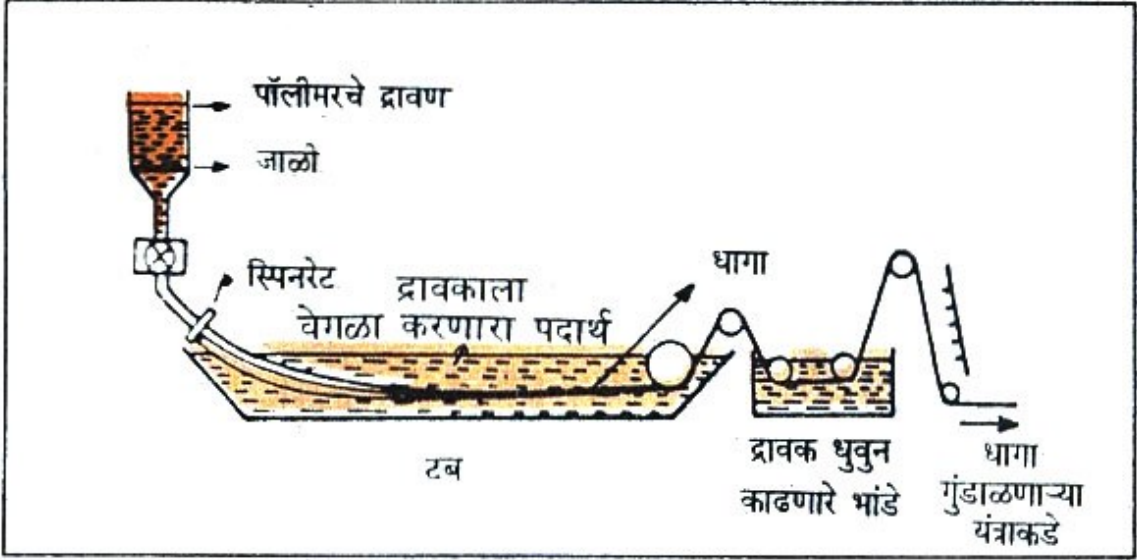 पॉलीमरचे द्रावण
जाळी
स्पिनरेट
द्रावकाला
वेगळा करणारा पदार्थ
धागा
टब
द्रावक धुवुन
काढणारे भांडे
धागा
गुंडाळणाऱ्या
यंत्राकडे